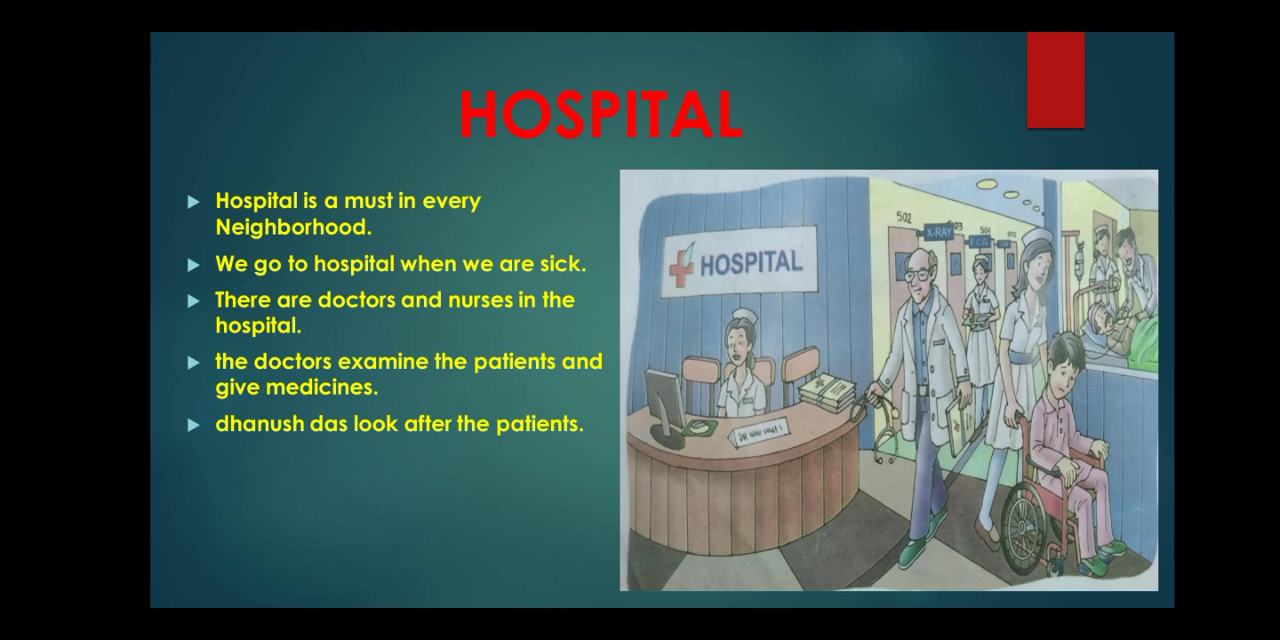 HOSPITAL
Hospital is a must in every
Neighborhood.
We go to hospital when we are sick.
There are doctors and nurses in the
hospital.
the doctors examine the patients and
give medicines.
dhanush das look after the patients.
HOSPITAL
502
X-RAY
503
504
E.C.G
505